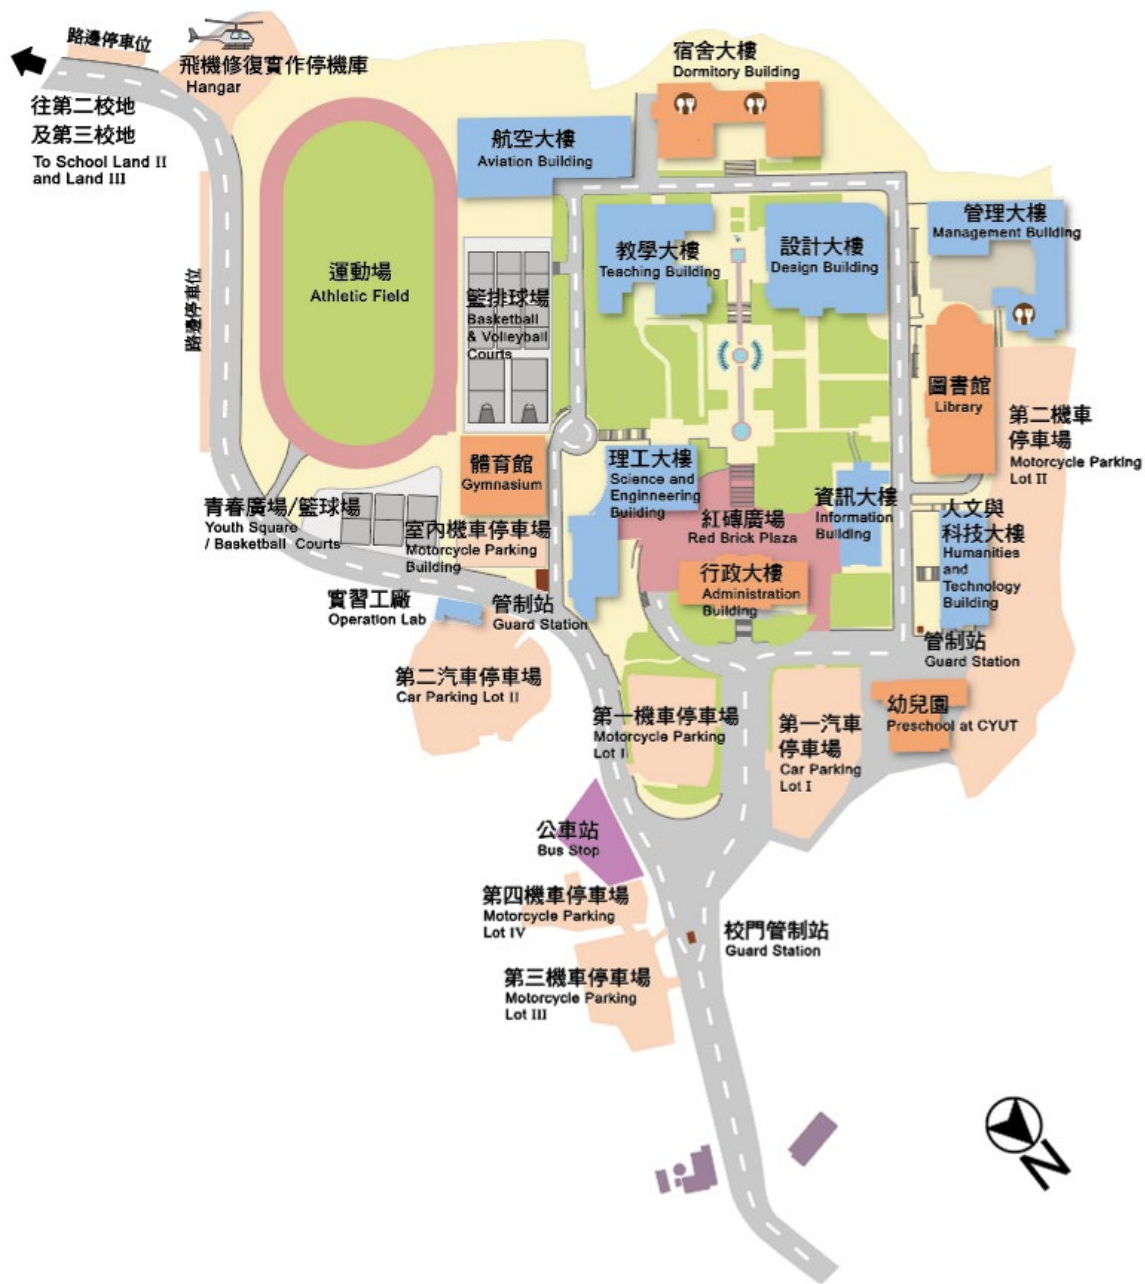 路邊停車位
飛機修復實作停機庫
Hangar
往第二校地
及第三校地
To School Land II
and Land III
路邊停車位
運動場
Athletic Field
航空大樓
Aviation Building
宿舍大樓
Dormitory Building
籃排球場
Basketball
& Volleyball
Courts
教學大樓
Teaching Building
設計大樓
Design Building
管理大樓
Management Building
圖書館
Library
第二機車
停車場
Motorcycle Parking
Lot II
體育館
Gymnasium
理工大樓
Science and
Enginneering
Building
紅磚廣場
Red Brick Plaza
資訊大樓
Information
Building
人文與
科技大樓
Humanities
and
Technology
Building
青春廣場/籃球場
Youth Square
/ Basketball Courts
室內機車停車場
Motorcycle Parking
Building
行政大樓
Administration
Building
實習工廠
Operation Lab
管制站
Guard Station
管制站
Guard Station
第二汽車停車場
Car Parking Lot II
第一機車停車場
Motorcycle Parking
Lot I
第一汽車
停車場
Car Parking
Lot I
幼兒園
Preschool at CYUT
公車站
Bus Stop
第四機車停車場
Motorcycle Parking
Lot IV
校門管制站
Guard Station
第三機車停車場
Motorcycle Parking
Lot III
N